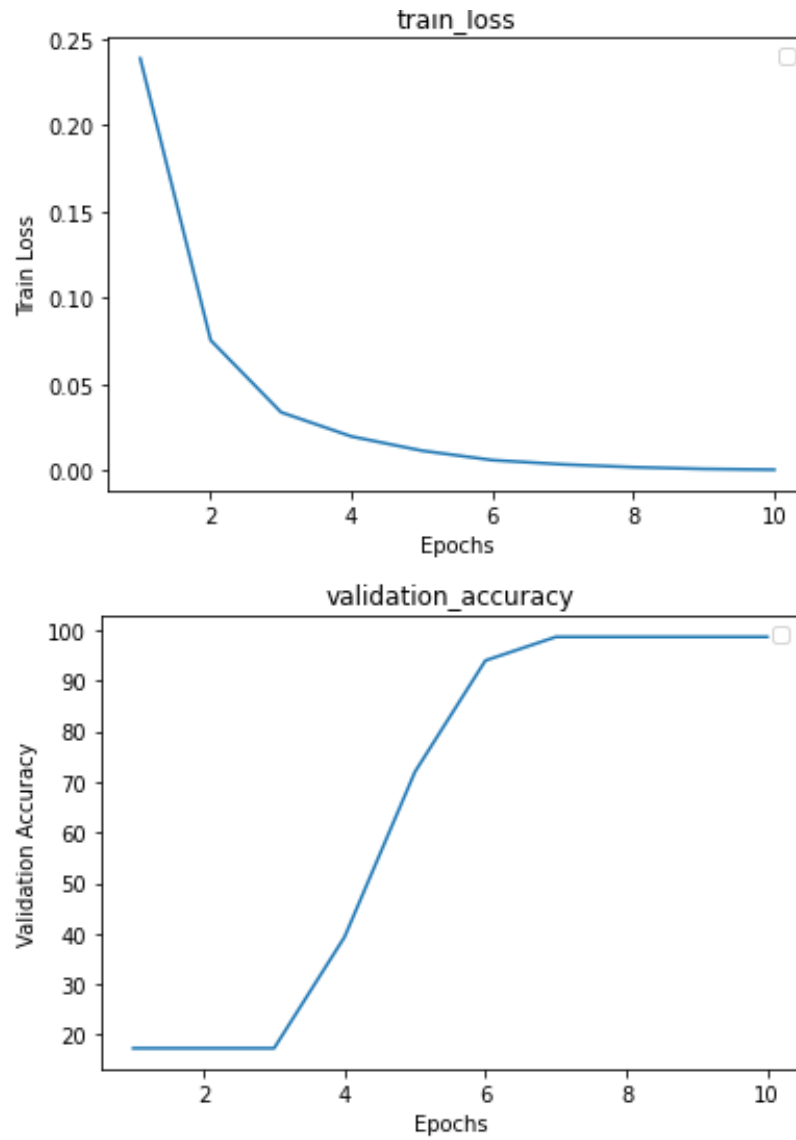 train_loss
0.25
0.20
0.15
0.10
0.05
0.00
Train Loss
2 4 6 8 10
Epochs
validation_accuracy
100
90
80
70
60
50
40
30
20
Validation Accuracy
2 4 6 8 10
Epochs